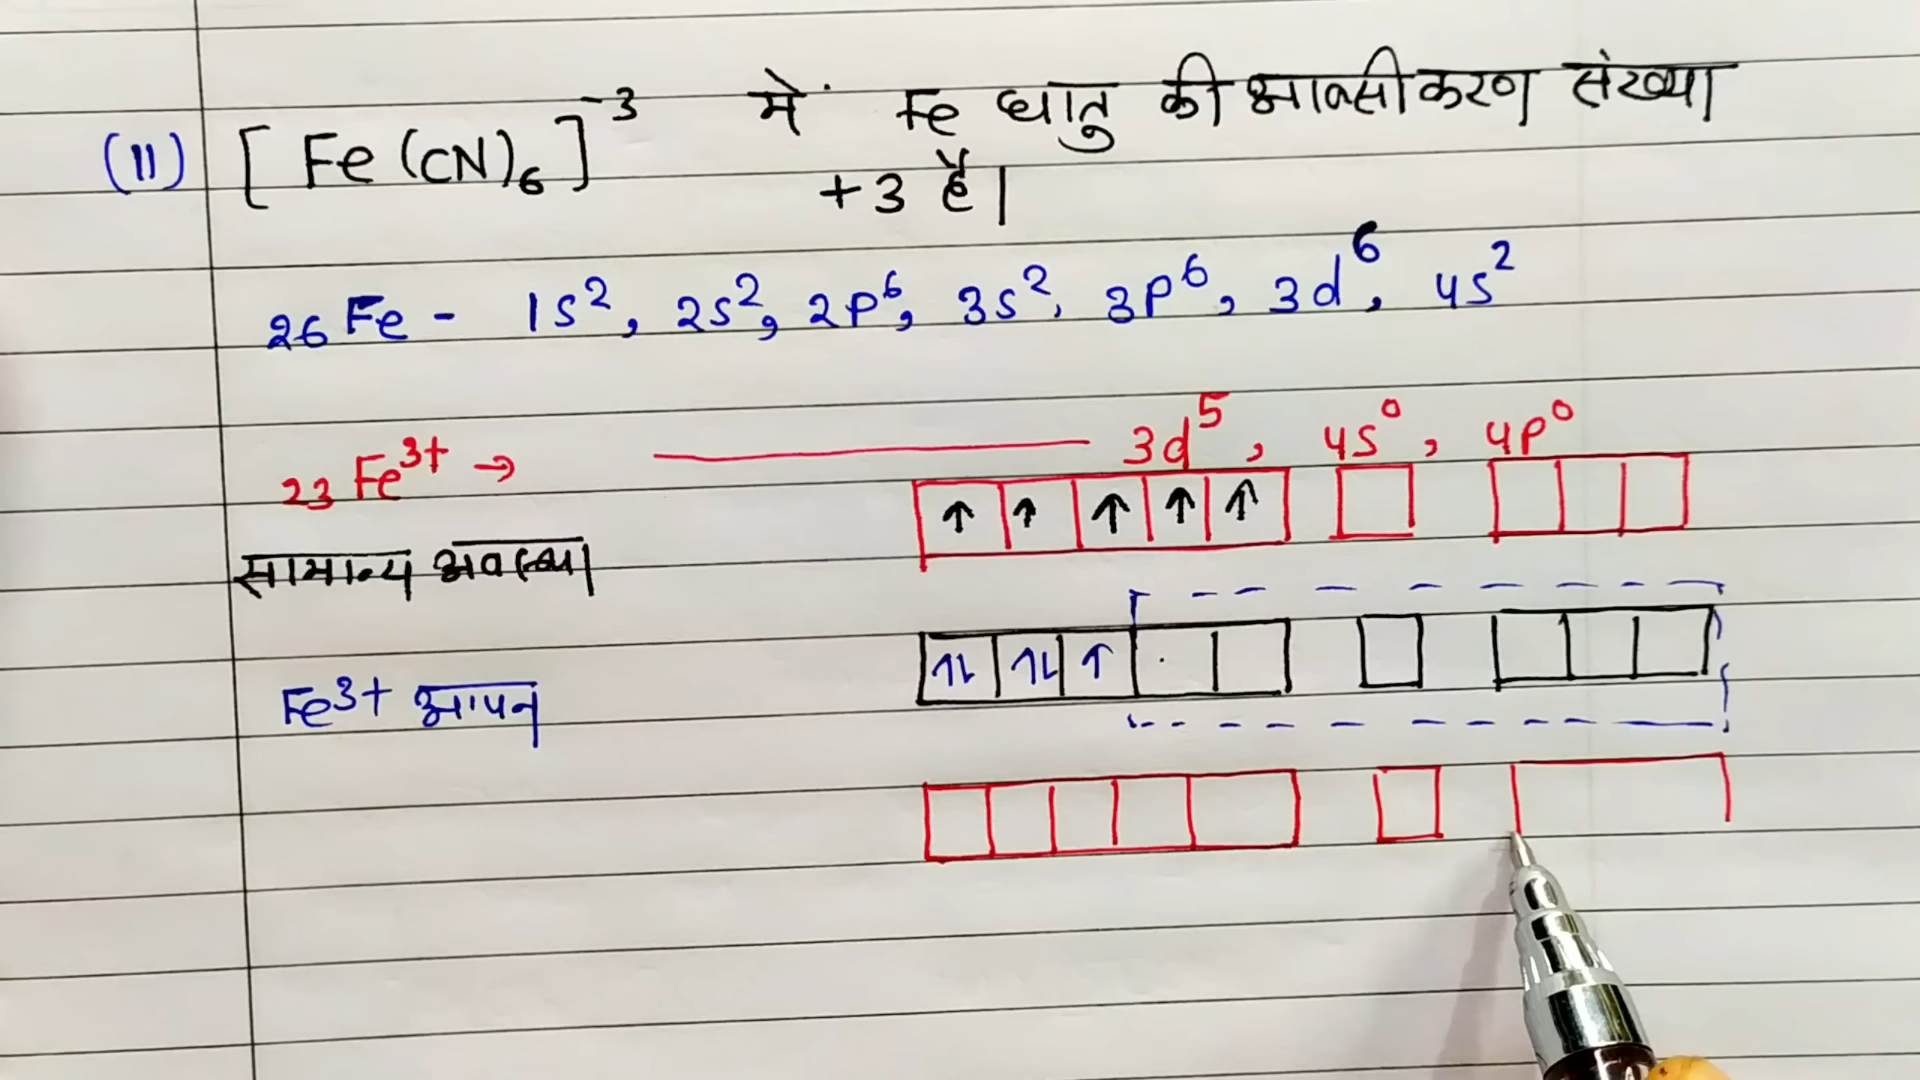 (II) [Fe(CN)₆]⁻³ में Fe धातु की आक्सीकरण संख्या
+3 है।
₂₆Fe - 1s², 2s², 2p⁶, 3s², 3p⁶, 3d⁶, 4s²
₂₃Fe³⁺ → 3d⁵, 4s⁰, 4p⁰
↑ ↑ ↑ ↑ ↑
सामान्य अवस्था
↑↓ ↑↓ ↑
Fe³⁺ आयन